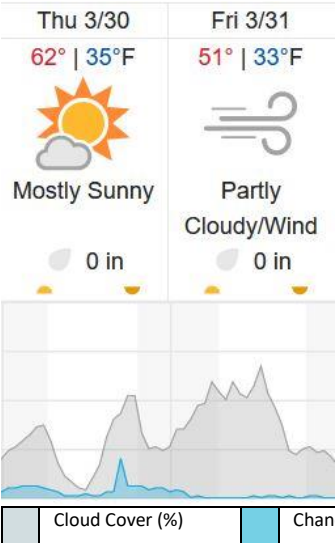 Thu 3/30 Fri 3/31
62° | 35°F 51° | 33°F
Mostly Sunny Partly
Cloudy/Wind
0 in 0 in
Cloud Cover (%) Chan